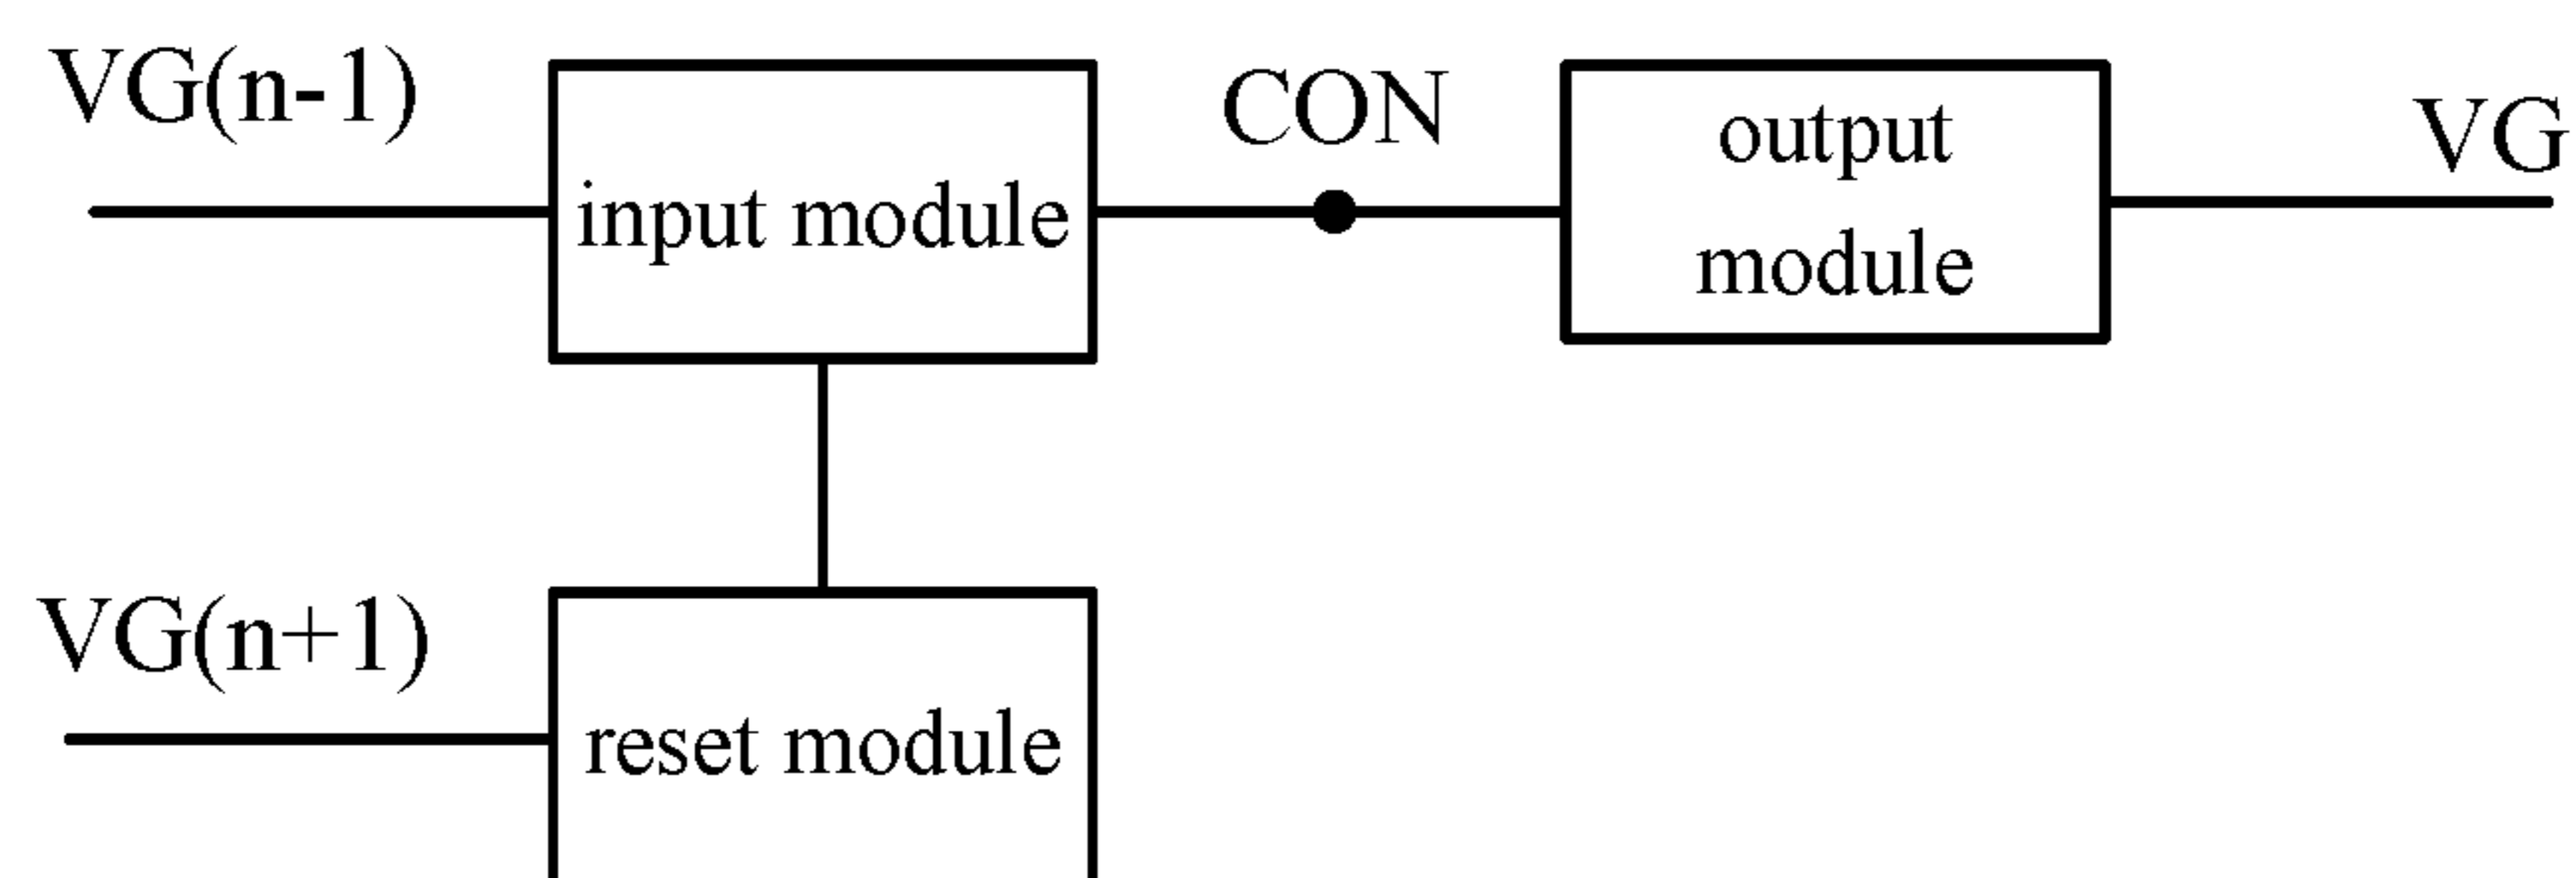 VG(n-1)
input module
CON
output
module
VG
VG(n+1)
reset module